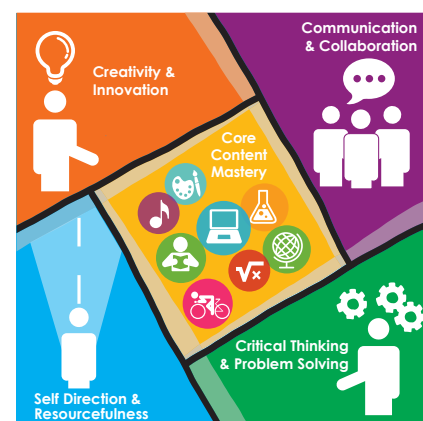 Creativity &
Innovation
Communication
& Collaboration
Core
Content
Mastery
√x
Critical Thinking
& Problem Solving
Self Direction &
Resourcefulness